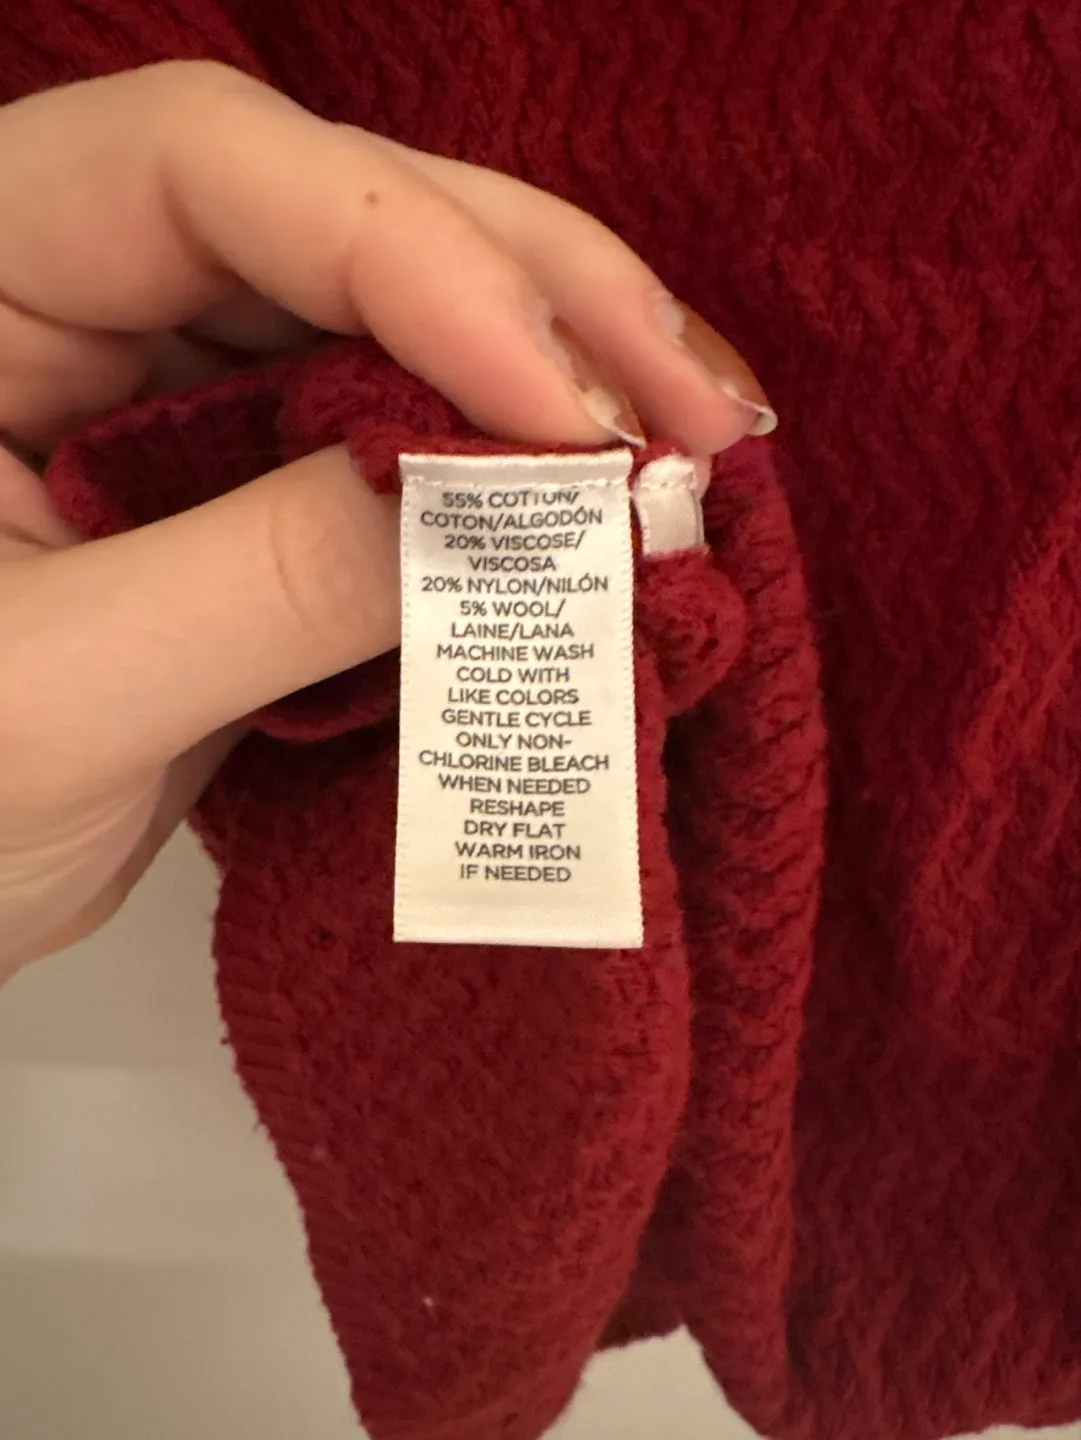 55% COTTON/
COTON/ALGODÓN
20% VISCOSE/
VISCOSA
20% NYLON/NILÓN
5% WOOL/
LAINE/LANA
MACHINE WASH
COLD WITH
LIKE COLORS
GENTLE CYCLE
ONLY NON-
CHLORINE BLEACH
WHEN NEEDED
RESHAPE
DRY FLAT
WARM IRON
IF NEEDED